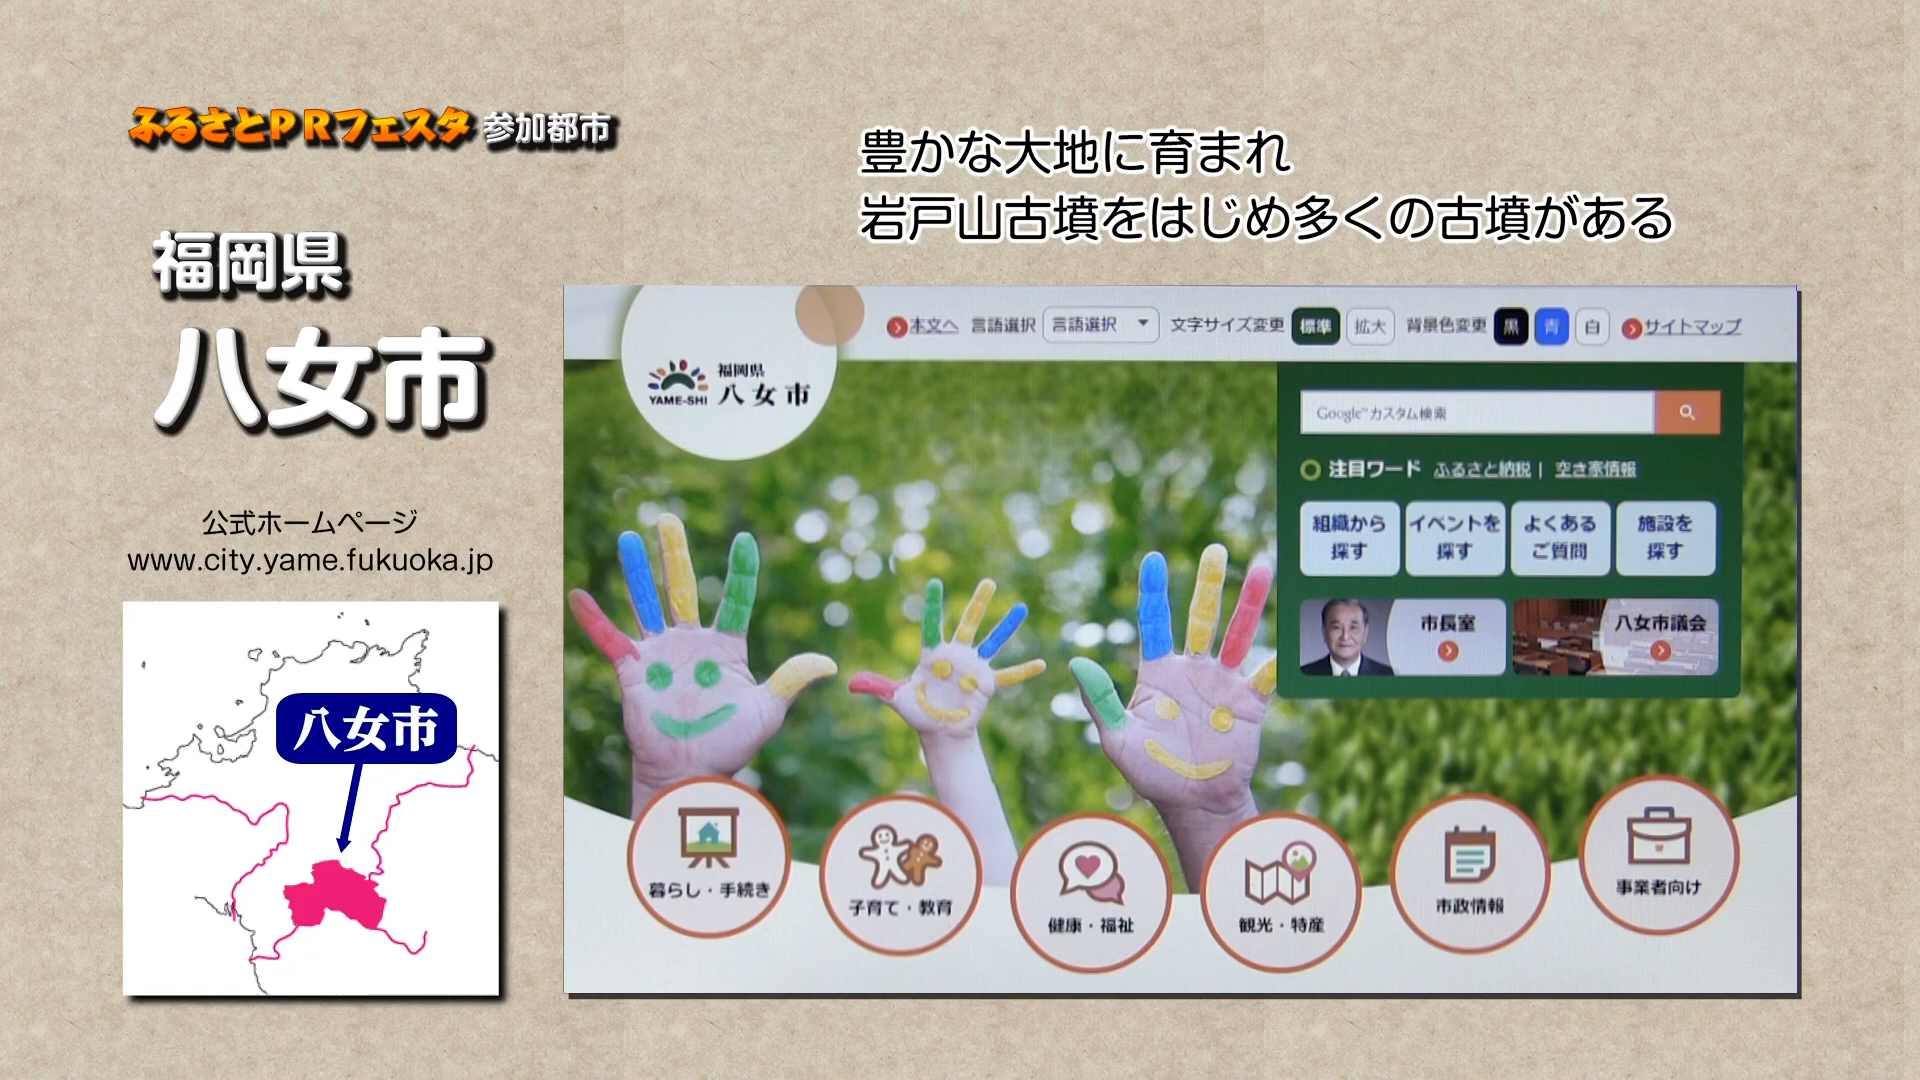 ふるさとPRフェスタ 参加都市
福岡県
八女市
公式ホームページ
www.city.yame.fukuoka.jp
八女市
豊かな大地に育まれ
岩戸山古墳をはじめ多くの古墳がある
本文へ 言語選択 言語選択 文字サイズ変更 標準 拡大 背景色変更 黒 青 白 サイトマップ
福岡県
YAME-SHI 八女市
Google™カスタム検索
注目ワード ふるさと納税 | 空き家情報
組織から
探す
イベントを
探す
よくある
ご質問
施設を
探す
市長室
八女市議会
暮らし・手続き
子育て・教育
健康・福祉
観光・特産
市政情報
事業者向け